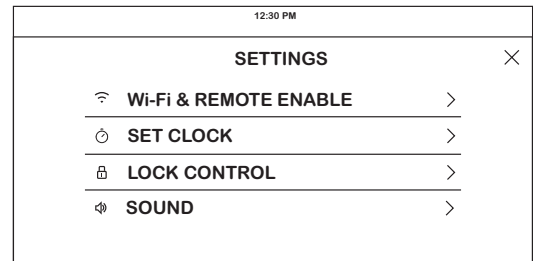 12:30 PM
SETTINGS
Wi-Fi & REMOTE ENABLE
SET CLOCK
LOCK CONTROL
SOUND